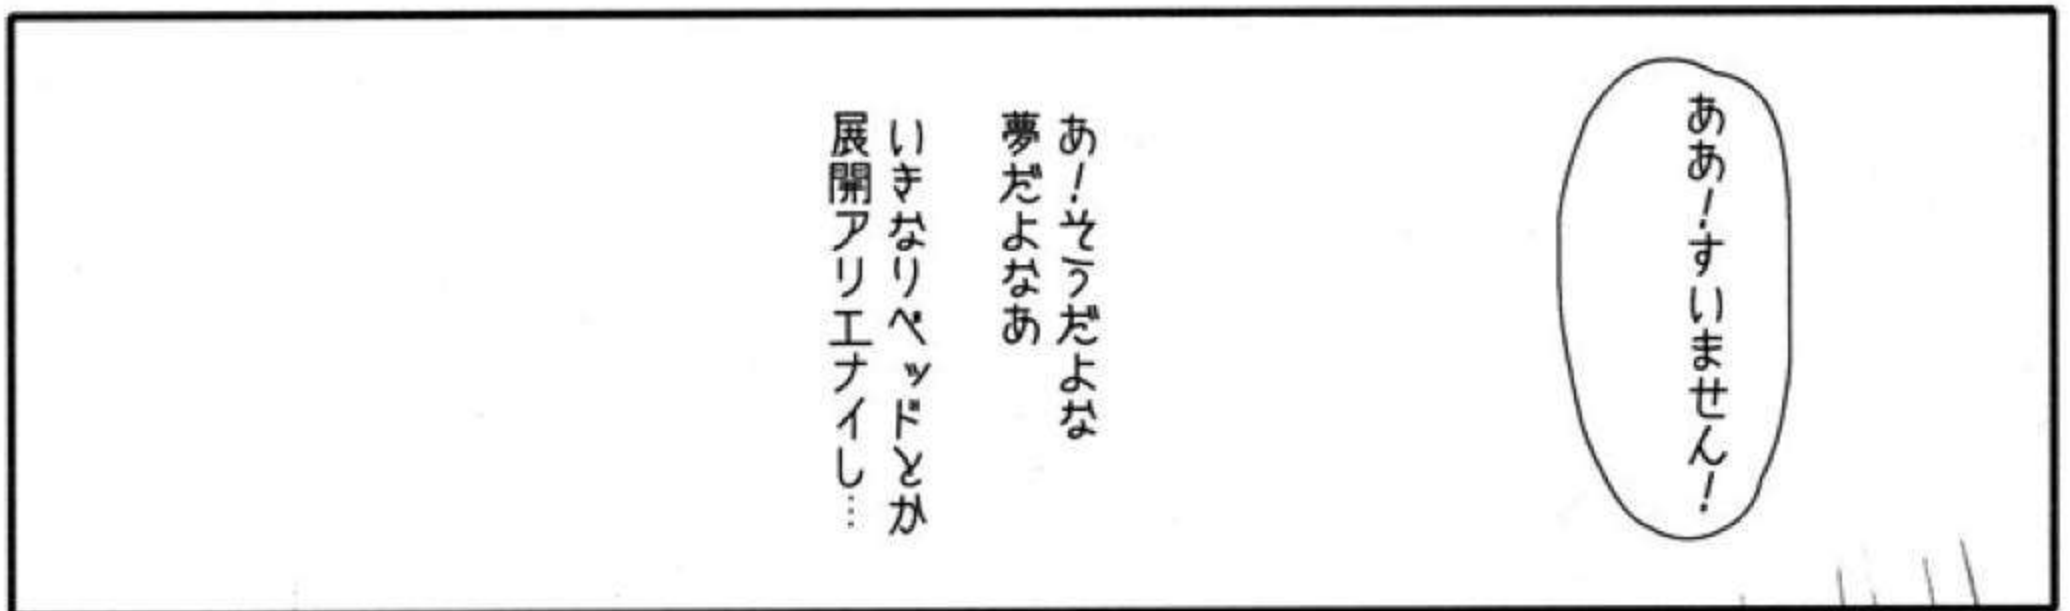 ああ!すいません!
あ!そうだよな
夢だよなあ
いきなりベッドとか
展開アリエナイし…